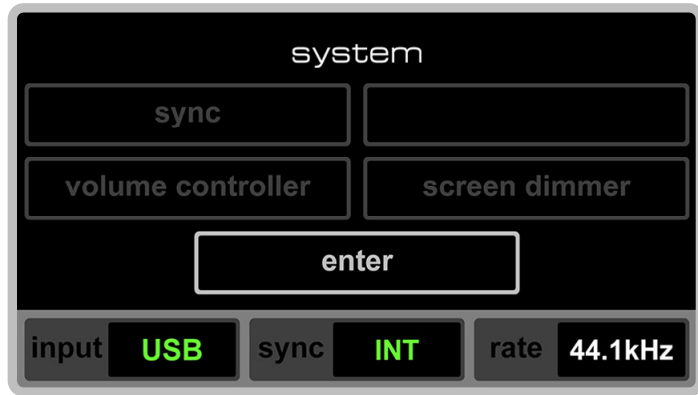 system
sync
volume controller screen dimmer
enter
input USB sync INT rate 44.1kHz